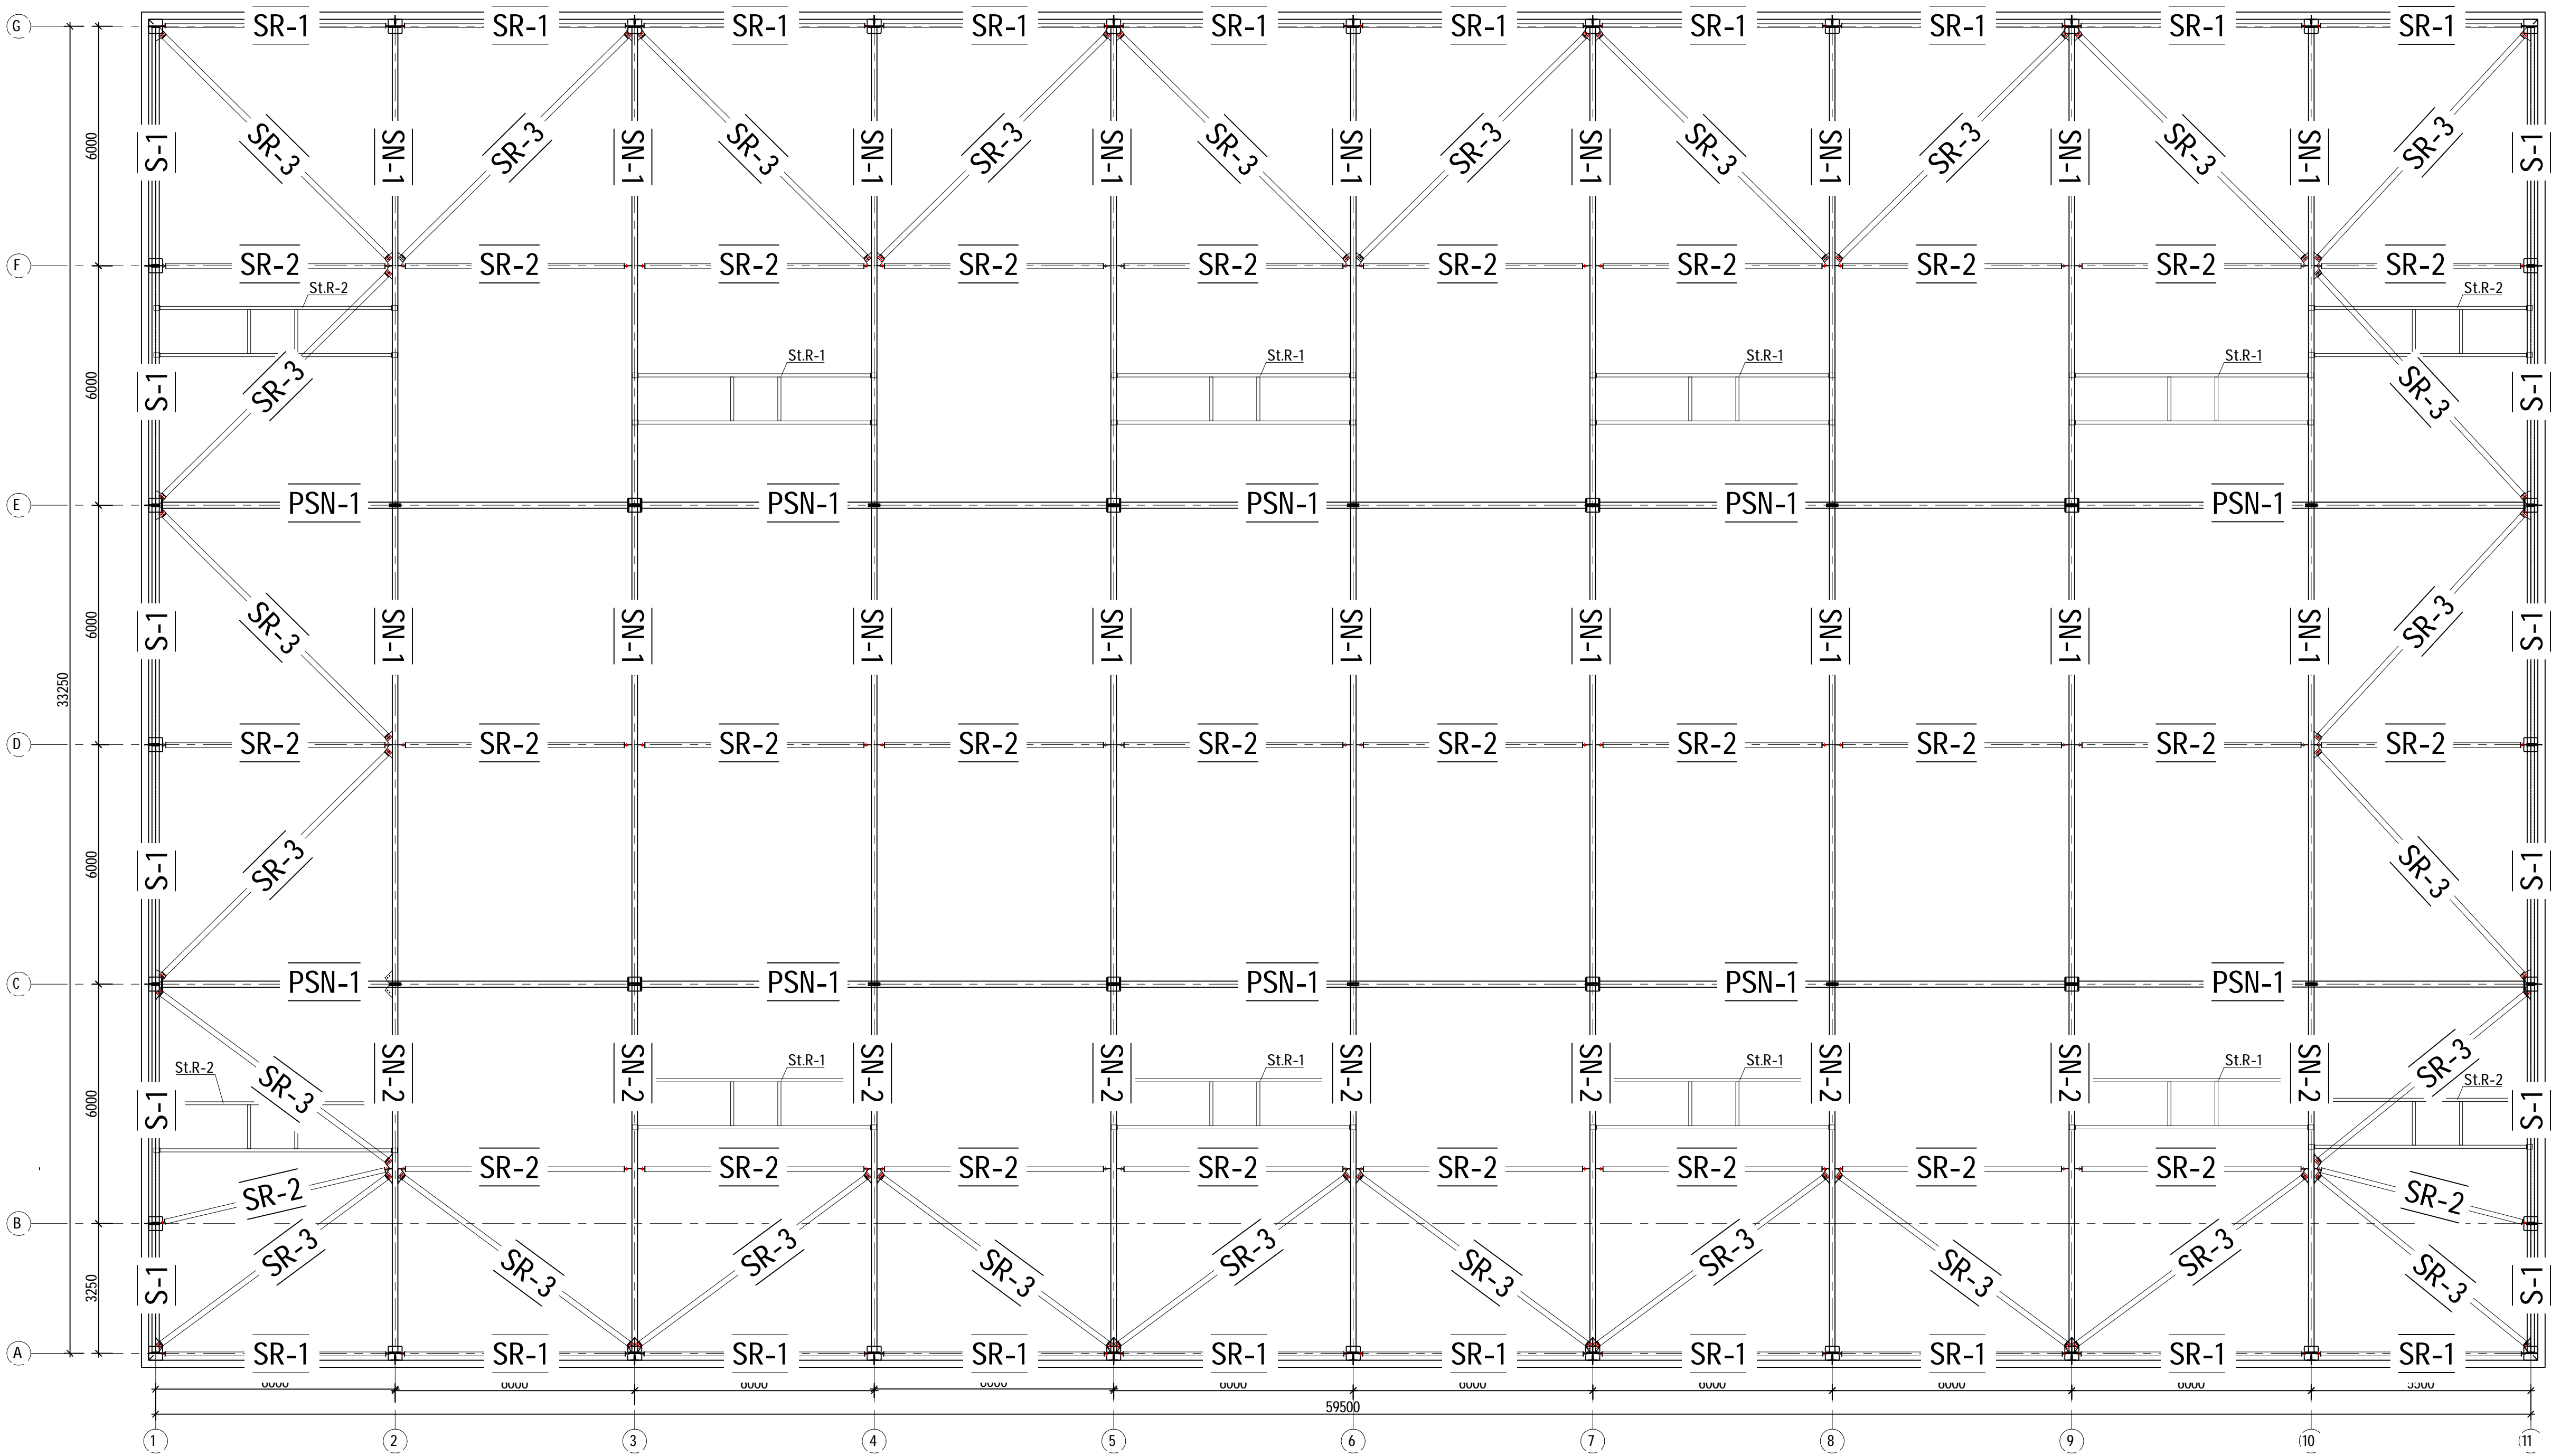 G SR-1 SR-1 SR-1 SR-1 SR-1 SR-1 SR-1 SR-1 SR-1 SR-1
6000 S-1 SR-3 SN-1 SR-3 SN-1 SR-3 SN-1 SR-3 SN-1 SR-3 SN-1 SR-3 SN-1 SR-3 SN-1 SR-3 SN-1 SR-3 SN-1 SR-3 S-1
F SR-2 SR-2 SR-2 SR-2 SR-2 SR-2 SR-2 SR-2 SR-2 SR-2
St.R-2 St.R-2
St.R-1 St.R-1 St.R-1 St.R-1
6000 S-1 SR-3 SR-3 S-1
E PSN-1 PSN-1 PSN-1 PSN-1 PSN-1
6000 S-1 SR-3 SN-1 SN-1 SN-1 SN-1 SN-1 SN-1 SN-1 SN-1 SN-1 SR-3 S-1
33250
D SR-2 SR-2 SR-2 SR-2 SR-2 SR-2 SR-2 SR-2 SR-2 SR-2
6000 S-1 SR-3 SR-3 S-1
C PSN-1 PSN-1 PSN-1 PSN-1 PSN-1
St.R-2 St.R-1 St.R-1 St.R-1 St.R-1 St.R-2
6000 S-1 SR-3 SN-2 SN-2 SN-2 SN-2 SN-2 SN-2 SN-2 SN-2 SN-2 SR-3 S-1
SR-2 SR-2 SR-2 SR-2 SR-2 SR-2 SR-2 SR-2 SR-2 SR-2
B
3250 S-1 SR-3 SR-3 SR-3 SR-3 SR-3 SR-3 SR-3 SR-3 SR-3 SR-3 S-1
A SR-1 SR-1 SR-1 SR-1 SR-1 SR-1 SR-1 SR-1 SR-1 SR-1
6000 6000 6000 6000 6000 6000 6000 6000 6000 5500
59500
1 2 3 4 5 6 7 8 9 10 11